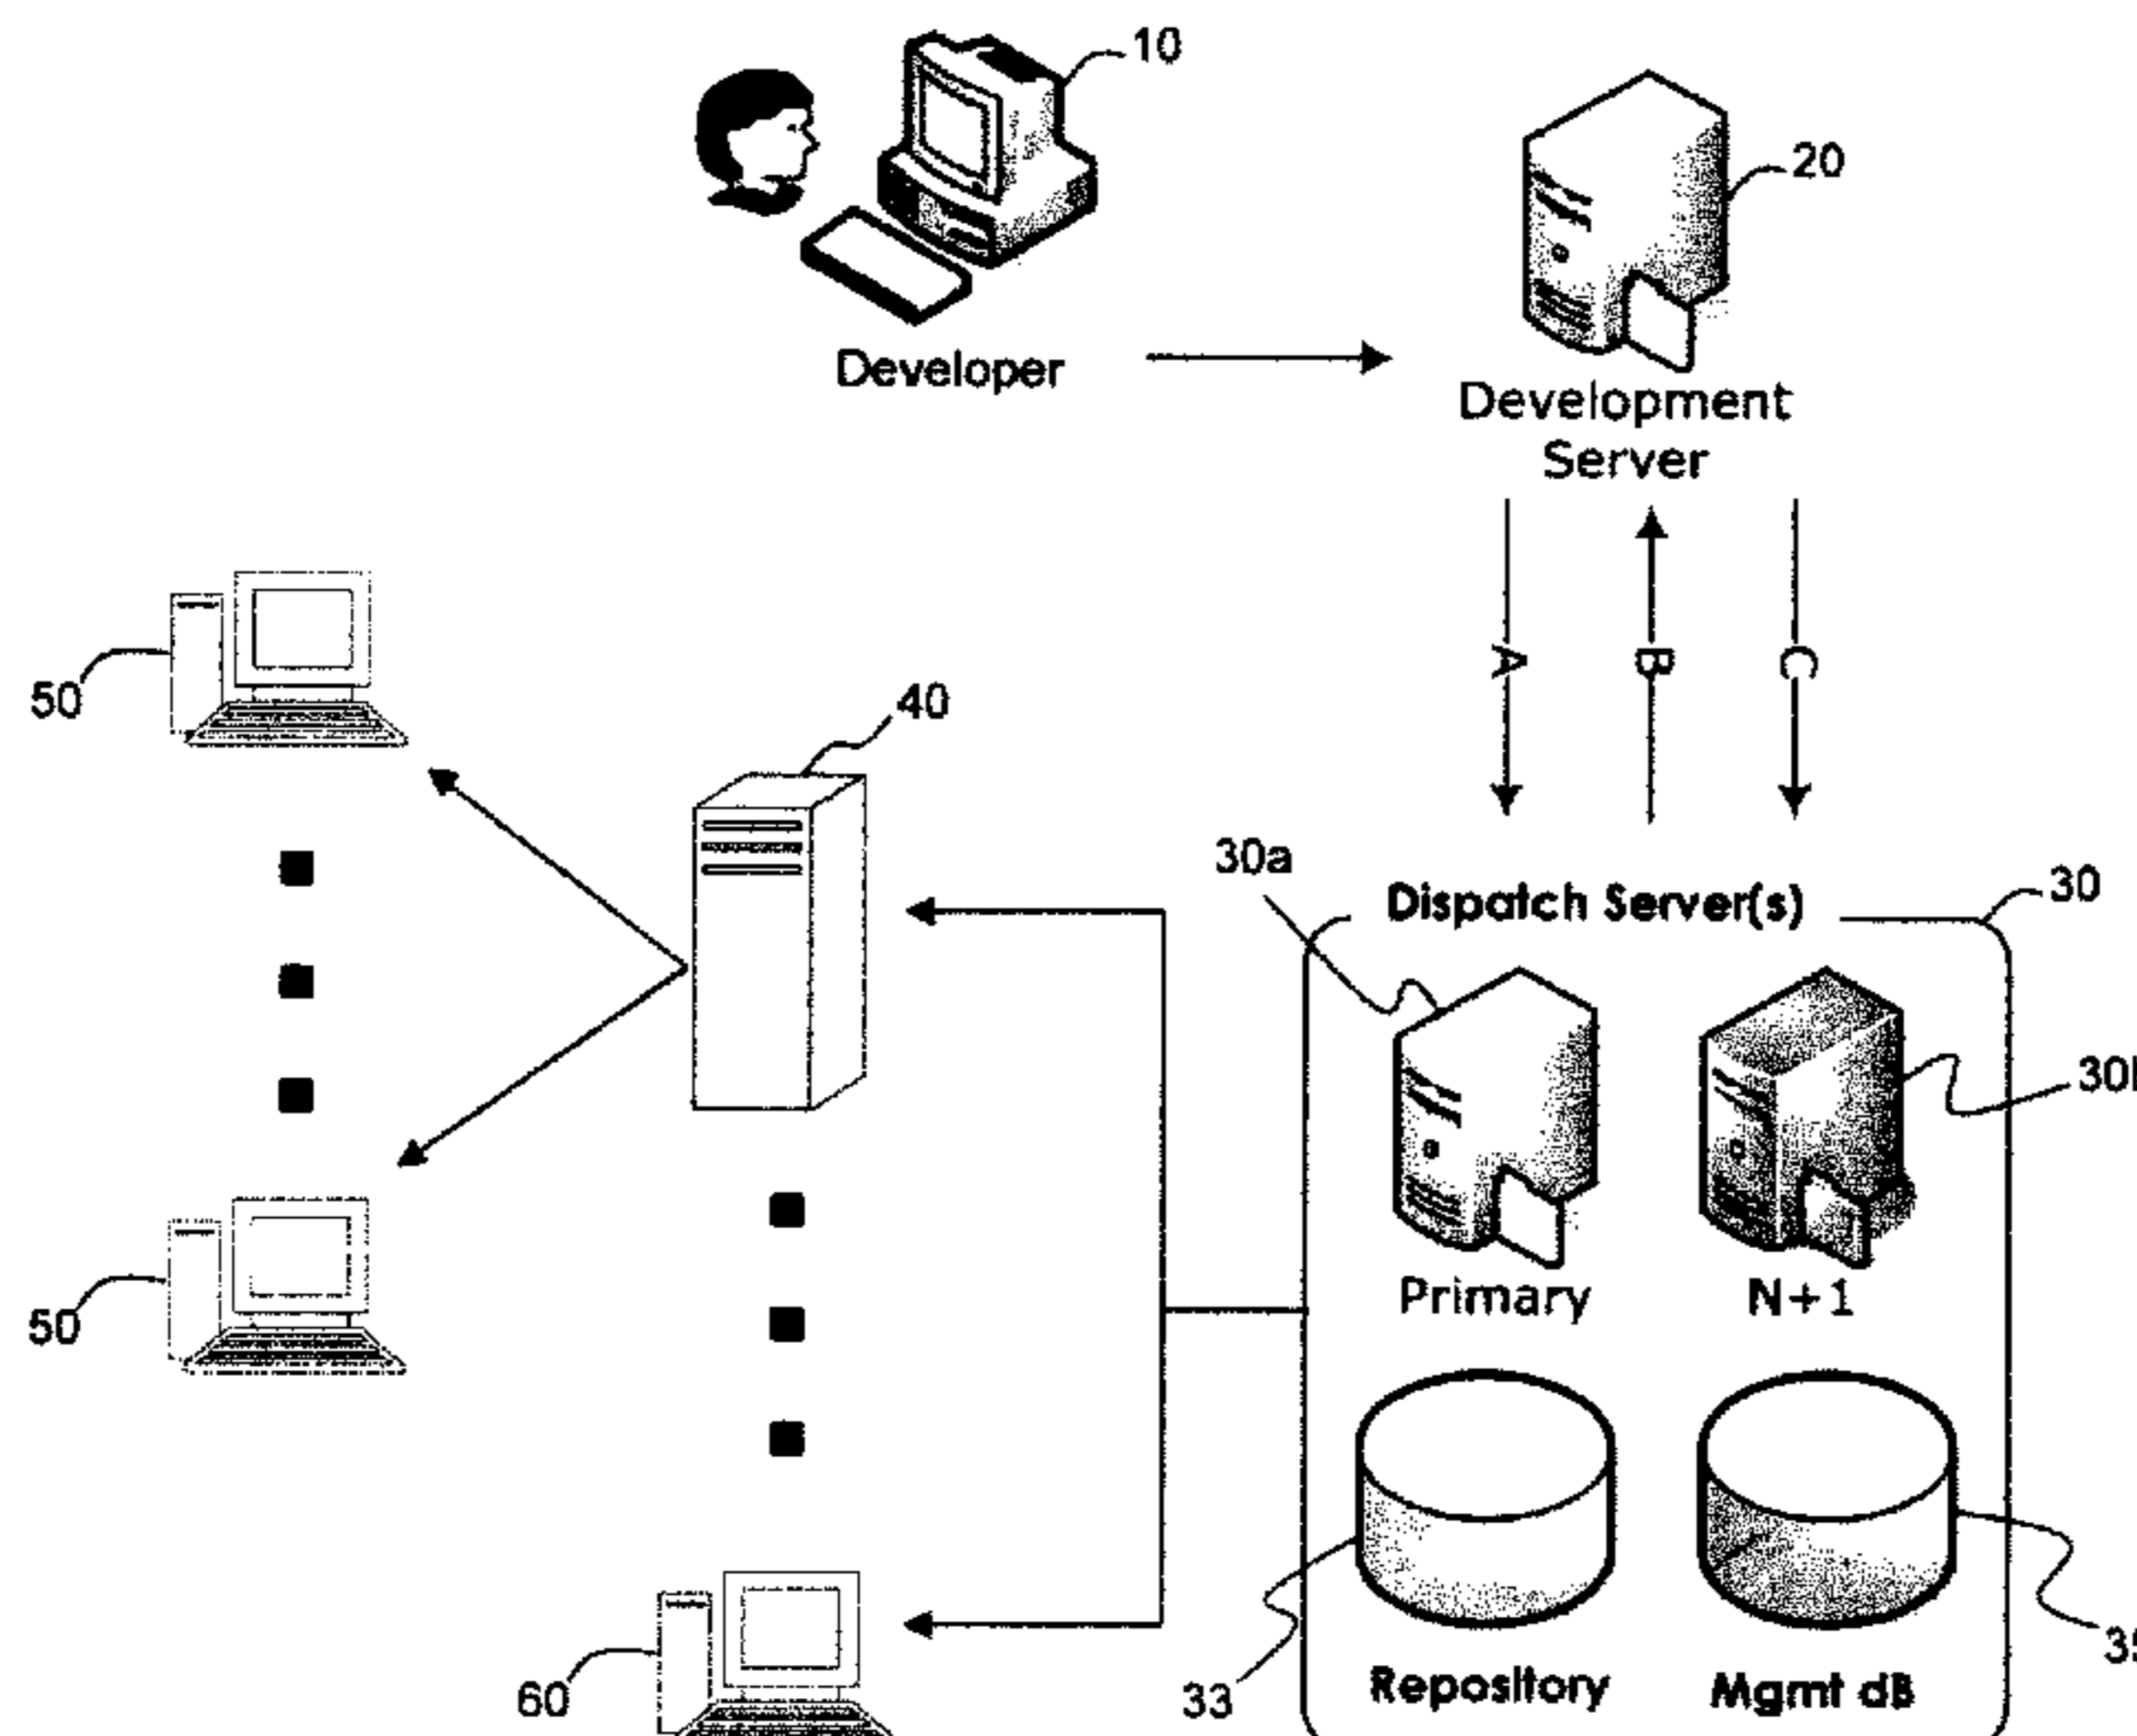 10
20
Developer
Development
Server
50
40
A
B
C
30a
Dispatch Server(s)
30
50
Primary
N+1
60
33
Repository
Mgmt dB